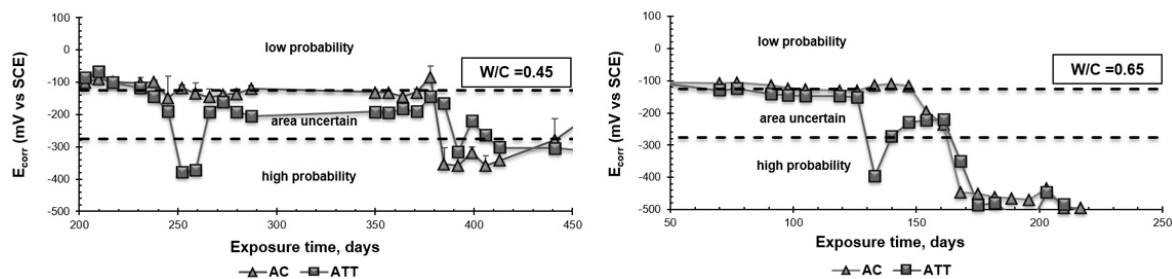 100
0
-100
-200
-300
-400
-500
E_corr (mV vs SCE)
low probability
W/C =0.45
area uncertain
high probability
200
250
300
350
400
450
Exposure time, days
AC
ATT
100
0
-100
-200
-300
-400
-500
E_corr (mV vs SCE)
low probability
W/C =0.65
area uncertain
high probability
50
100
150
200
250
Exposure time, days
AC
ATT